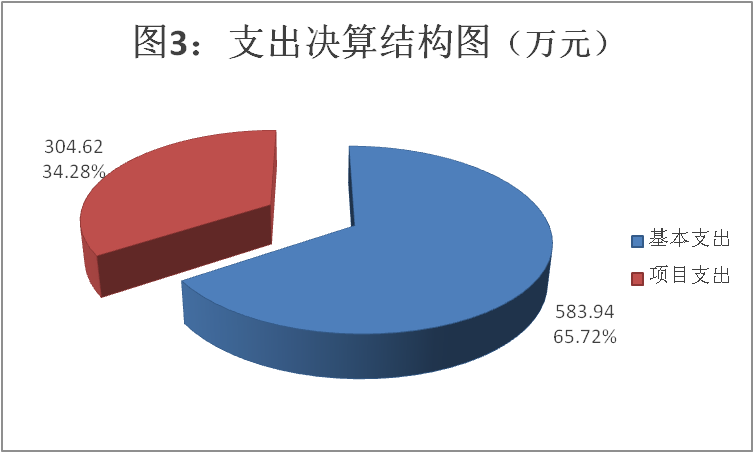 图3：支出决算结构图（万元）
304.62
34.28%
基本支出
项目支出
583.94
65.72%